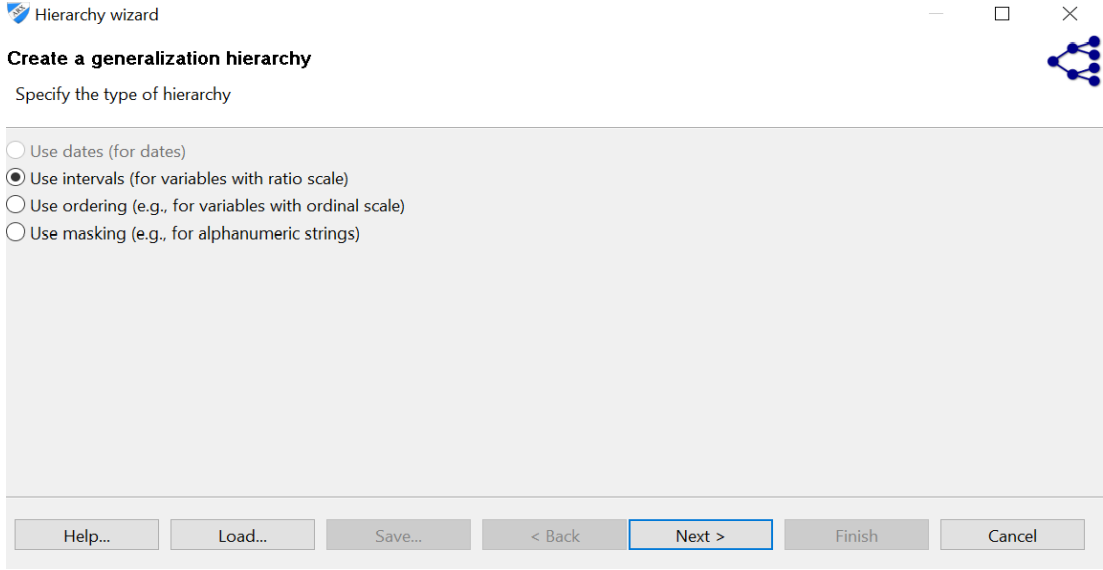 Hierarchy wizard
Create a generalization hierarchy
Specify the type of hierarchy
Use dates (for dates)
Use intervals (for variables with ratio scale)
Use ordering (e.g., for variables with ordinal scale)
Use masking (e.g., for alphanumeric strings)
Help... Load... Save... < Back Next > Finish Cancel